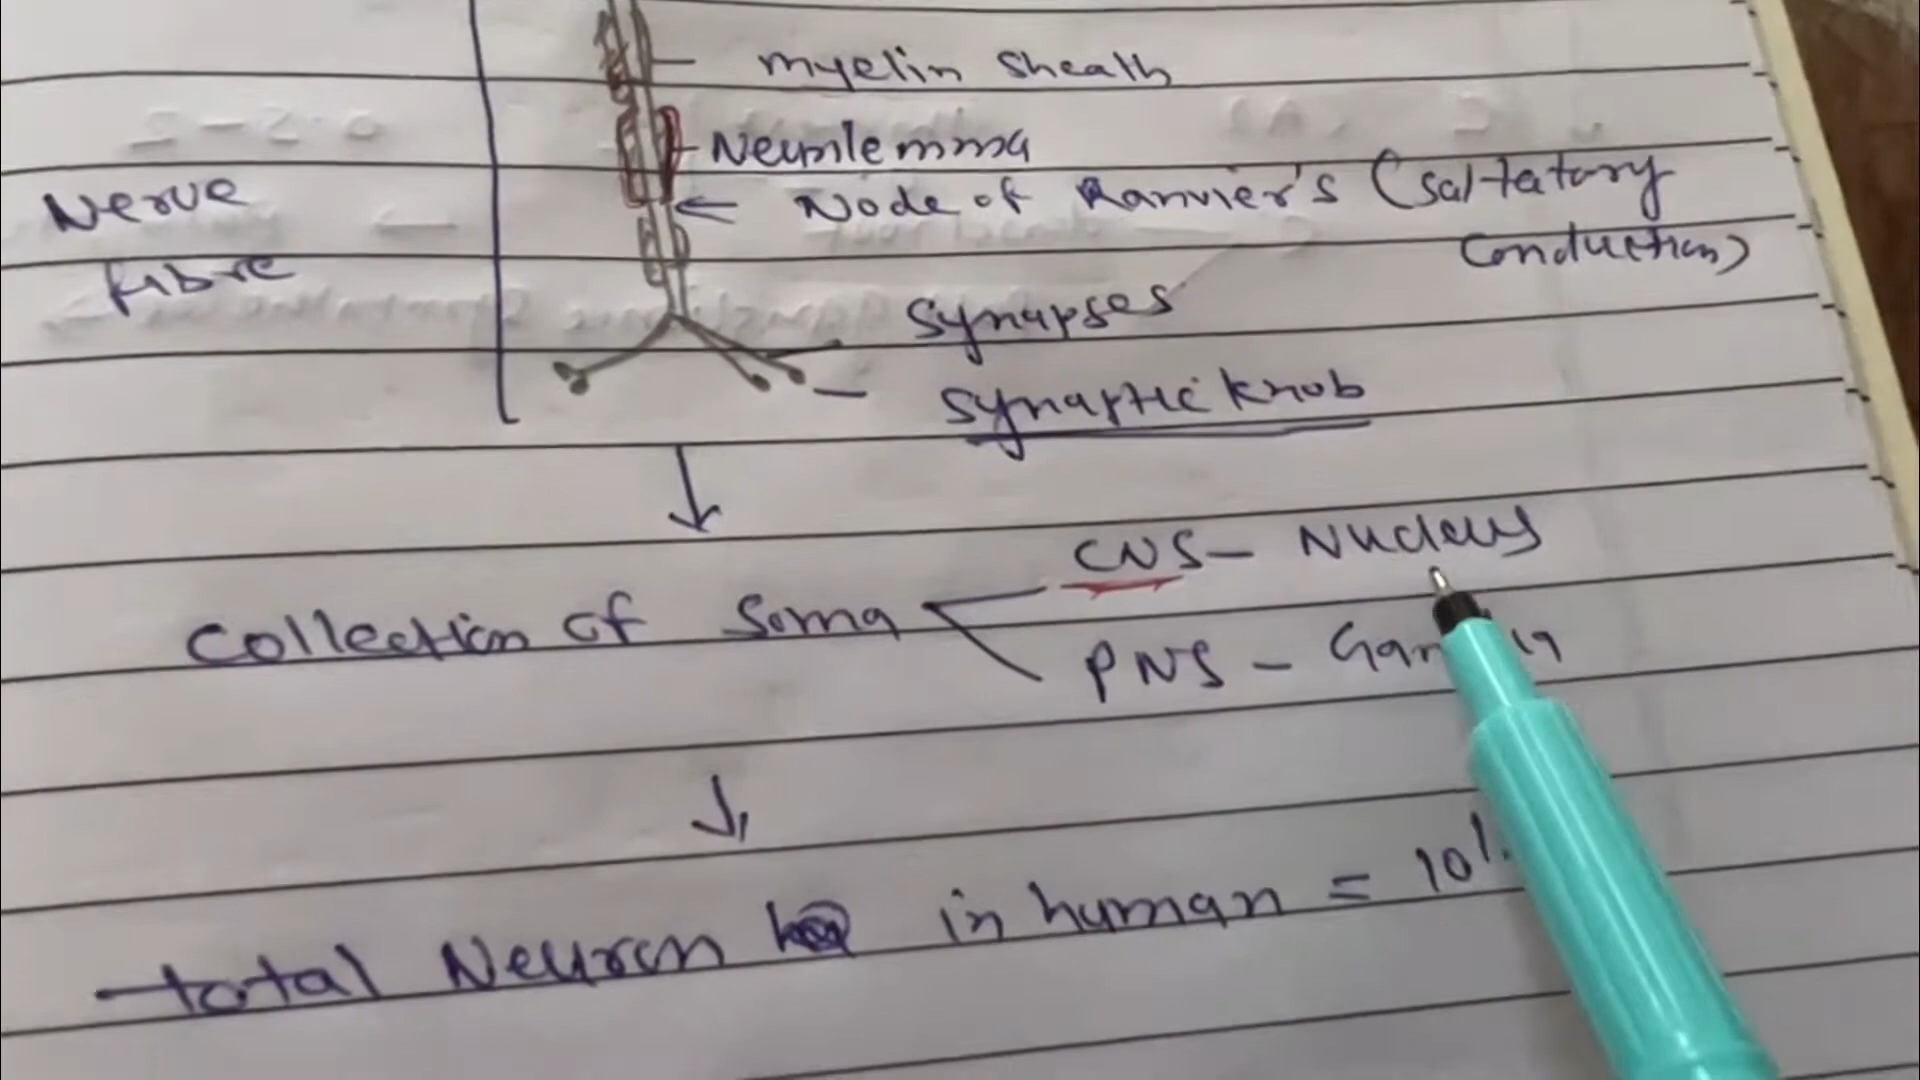 myelin sheath
Neurilemma
Nerve
fibre
Node of Ranvier's (saltatory
conduction)
Synapses
Synaptic knob
Collection of Soma
CNS - Nucleus
PNS -
total Neuron in human =